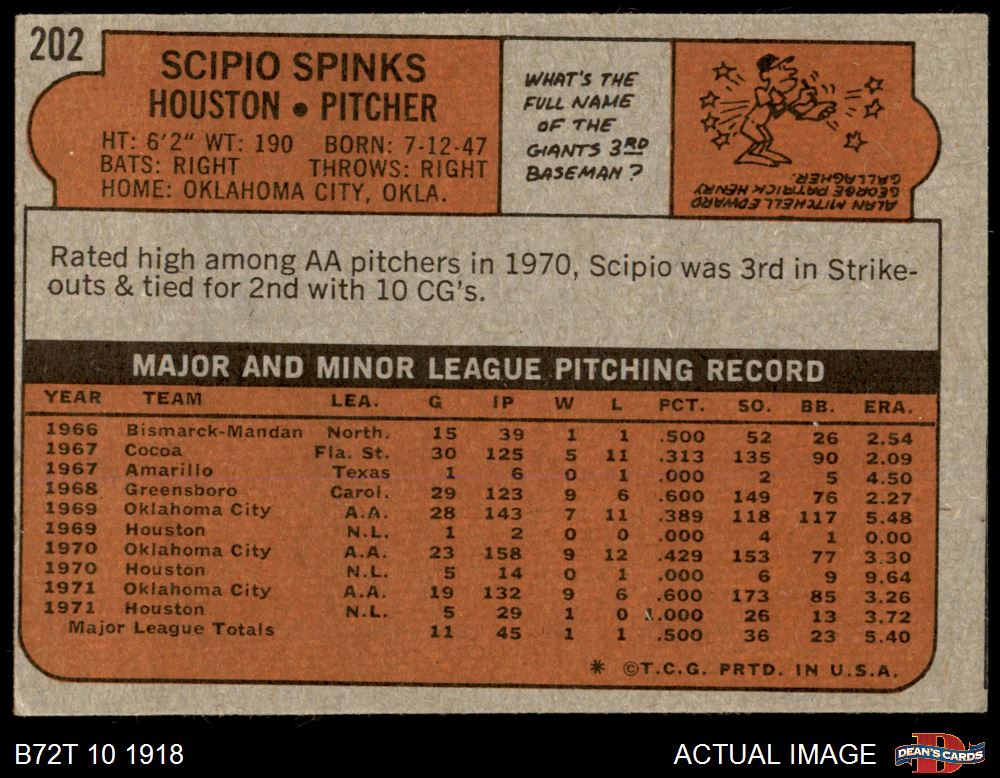 202
SCIPIO SPINKS
HOUSTON • PITCHER
HT: 6'2" WT: 190 BORN: 7-12-47
BATS: RIGHT THROWS: RIGHT
HOME: OKLAHOMA CITY, OKLA.
WHAT'S THE
FULL NAME
OF THE
GIANTS 3RD
BASEMAN?
ALAN MITCHELL EDWARD
GEORGE PATRICK HENRY
GALLAGHER.
Rated high among AA pitchers in 1970, Scipio was 3rd in Strike-
outs & tied for 2nd with 10 CG's.
MAJOR AND MINOR LEAGUE PITCHING RECORD
YEAR TEAM LEA. G IP W L PCT. SO. BB. ERA.
1966 Bismarck-Mandan North. 15 39 1 1 .500 52 26 2.54
1967 Cocoa Fla. St. 30 125 5 11 .313 135 90 2.09
1967 Amarillo Texas 1 6 0 1 .000 2 5 4.50
1968 Greensboro Carol. 29 123 9 6 .600 149 76 2.27
1969 Oklahoma City A.A. 28 143 7 11 .389 118 117 5.48
1969 Houston N.L. 1 2 0 0 .000 4 1 0.00
1970 Oklahoma City A.A. 23 158 9 12 .429 153 77 3.30
1970 Houston N.L. 5 14 0 1 .000 6 9 9.64
1971 Oklahoma City A.A. 19 132 9 6 .600 173 85 3.26
1971 Houston N.L. 5 29 1 0 1.000 26 13 3.72
Major League Totals 11 45 1 1 .500 36 23 5.40
* ©T.C.G. PRTD. IN U.S.A.
B72T 10 1918
ACTUAL IMAGE
DEAN'S CARDS